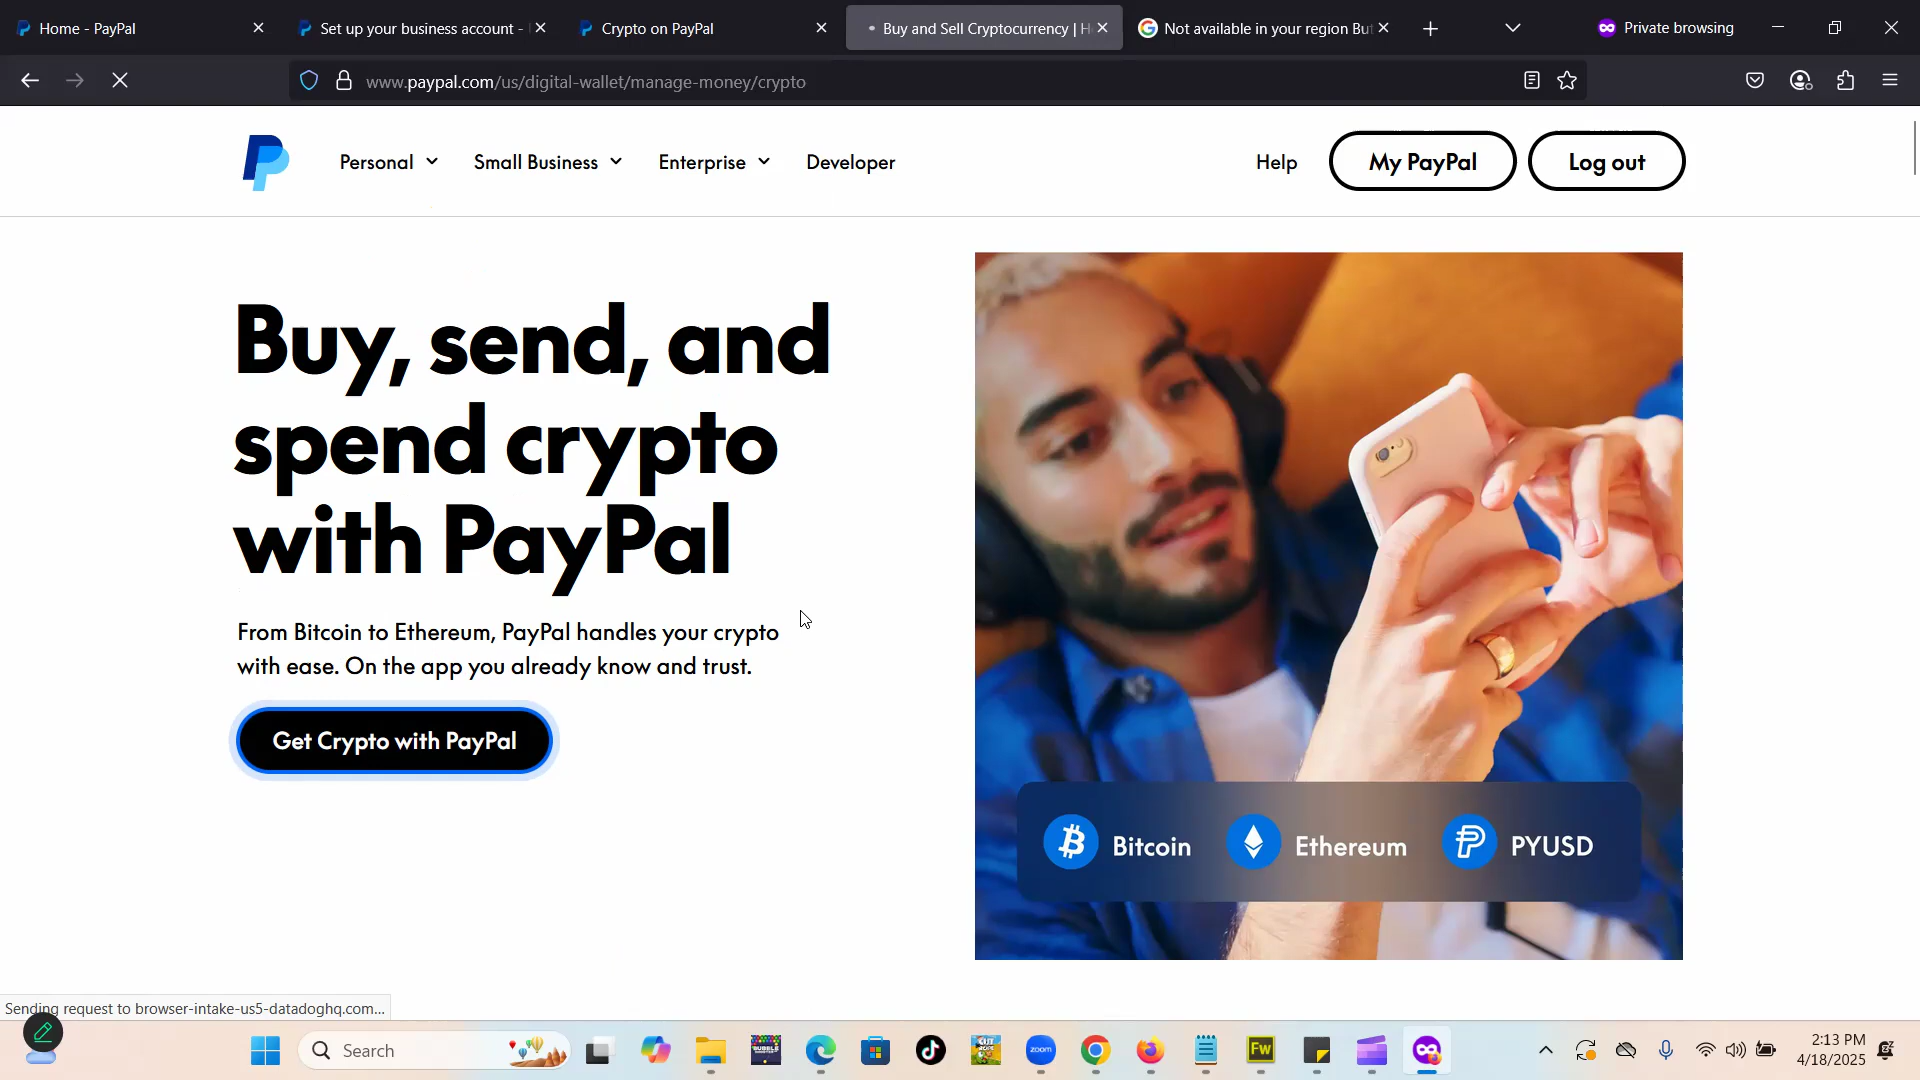 Home - PayPal
Set up your business account -
Crypto on PayPal
Buy and Sell Cryptocurrency | H
Not available in your region But
Private browsing
www.paypal.com/us/digital-wallet/manage-money/crypto
Personal
Small Business
Enterprise
Developer
Help
My PayPal
Log out
Buy, send, and
spend crypto
with PayPal
From Bitcoin to Ethereum, PayPal handles your crypto
with ease. On the app you already know and trust.
Get Crypto with PayPal
Bitcoin
Ethereum
PYUSD
Sending request to browser-intake-us5-datadoghq.com...
Search
zoom
Fw
2:13 PM
4/18/2025